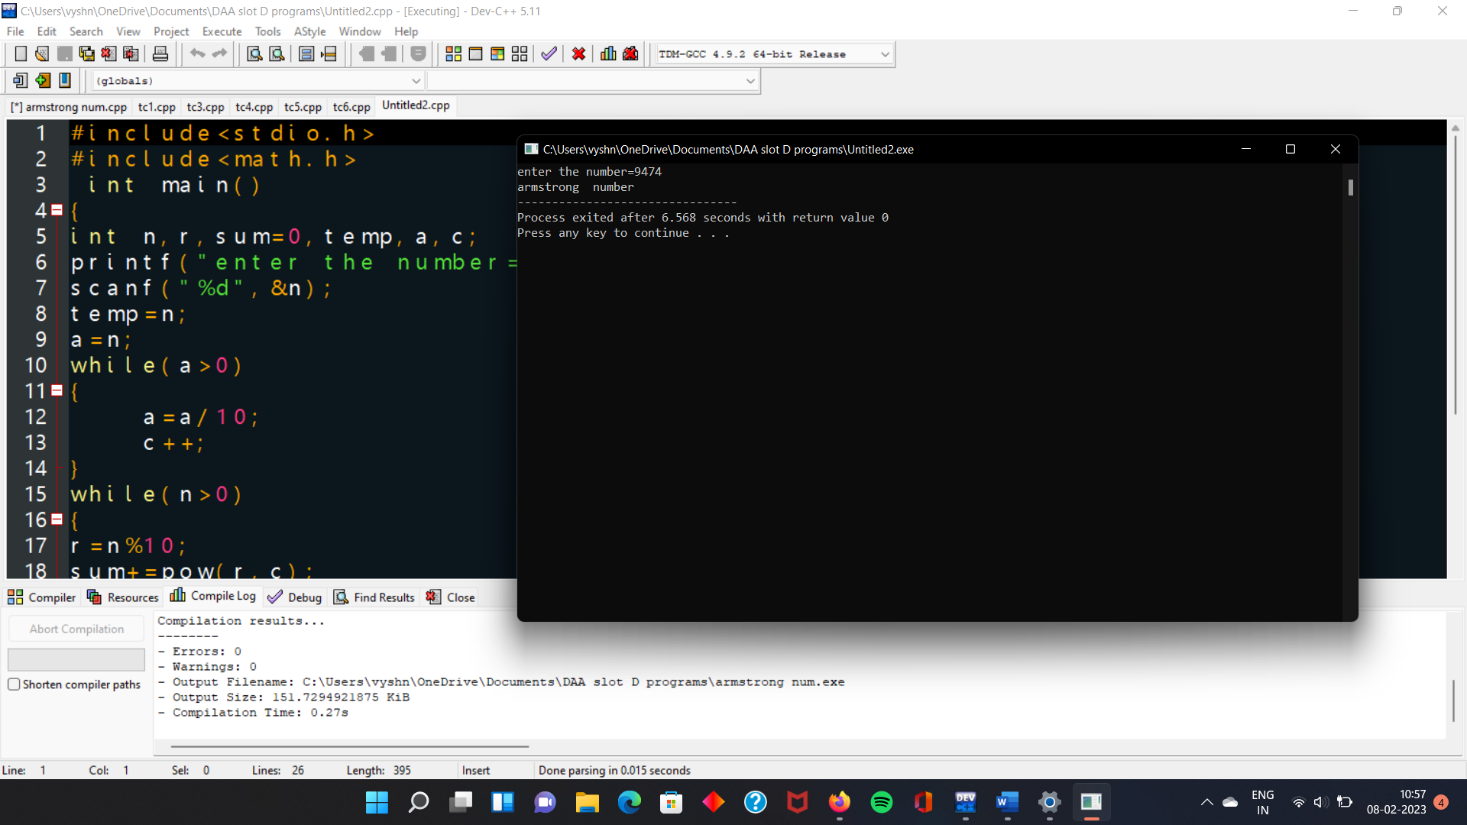 C:\Users\vyshn\OneDrive\Documents\DAA slot D programs\Untitled2.cpp - [Executing] - Dev-C++ 5.11
File Edit Search View Project Execute Tools AStyle Window Help
TDM-GCC 4.9.2 64-bit Release
(globals)
[*] armstrong num.cpp tc1.cpp tc3.cpp tc4.cpp tc5.cpp tc6.cpp Untitled2.cpp
1 #include<stdio.h>
2 #include<math.h>
3 int main()
4 {
5 int n,r,sum=0,temp,a,c;
6 printf("enter the number=
7 scanf("%d",&n);
8 temp=n;
9 a=n;
10 while(a>0)
11 {
12 a=a/10;
13 c++;
14 }
15 while(n>0)
16 {
17 r=n%10;
18 sum+=pow(r,c);
C:\Users\vyshn\OneDrive\Documents\DAA slot D programs\Untitled2.exe
enter the number=9474
armstrong  number
--------------------------------
Process exited after 6.568 seconds with return value 0
Press any key to continue . . .
Compiler Resources Compile Log Debug Find Results Close
Abort Compilation
Shorten compiler paths
Compilation results...
--------
- Errors: 0
- Warnings: 0
- Output Filename: C:\Users\vyshn\OneDrive\Documents\DAA slot D programs\armstrong num.exe
- Output Size: 151.7294921875 KiB
- Compilation Time: 0.27s
Line: 1 Col: 1 Sel: 0 Lines: 26 Length: 395 Insert Done parsing in 0.015 seconds
DEV
ENG
IN
10:57
08-02-2023
4